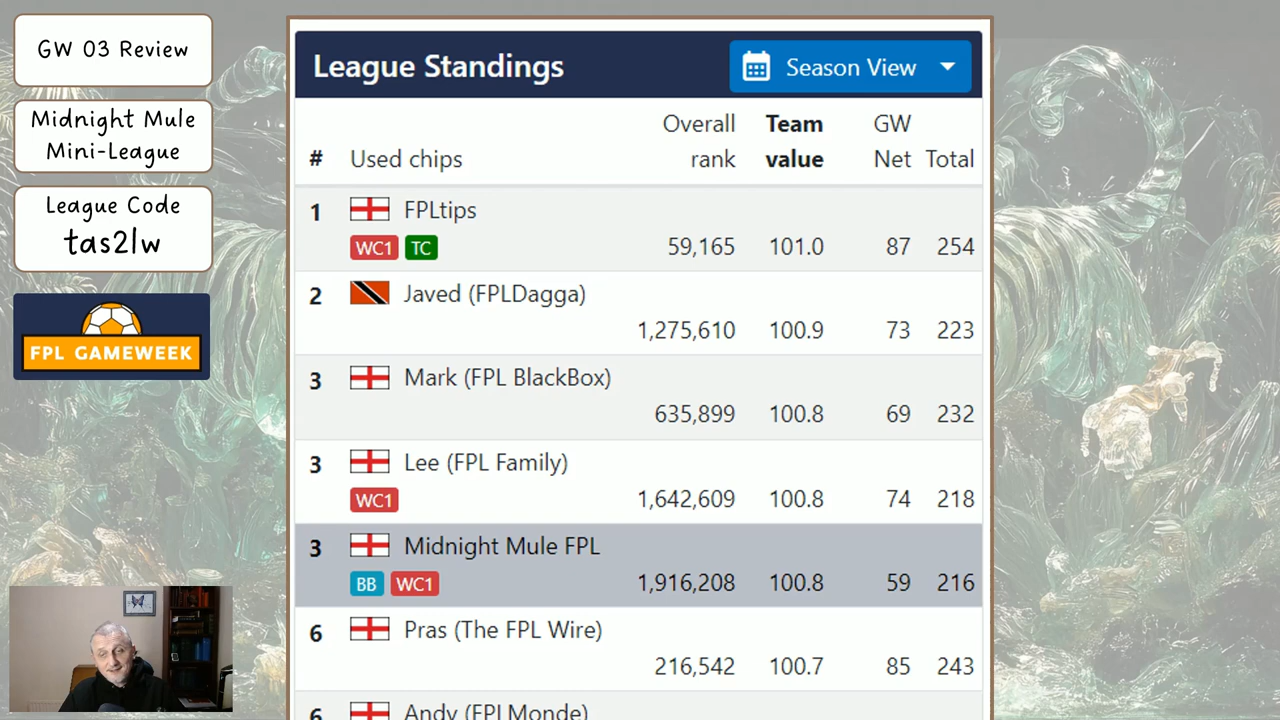 GW 03 Review
Midnight Mule
Mini-League
League Code
tas2lw
FPL GAMEWEEK
League Standings
Season View
# Used chips Overall rank Team value GW Net Total
1 FPLtips
WC1 TC 59,165 101.0 87 254
2 Javed (FPLDagga)
1,275,610 100.9 73 223
3 Mark (FPL BlackBox)
635,899 100.8 69 232
3 Lee (FPL Family)
WC1 1,642,609 100.8 74 218
3 Midnight Mule FPL
BB WC1 1,916,208 100.8 59 216
6 Pras (The FPL Wire)
216,542 100.7 85 243
6 Andy (FPLMonde)